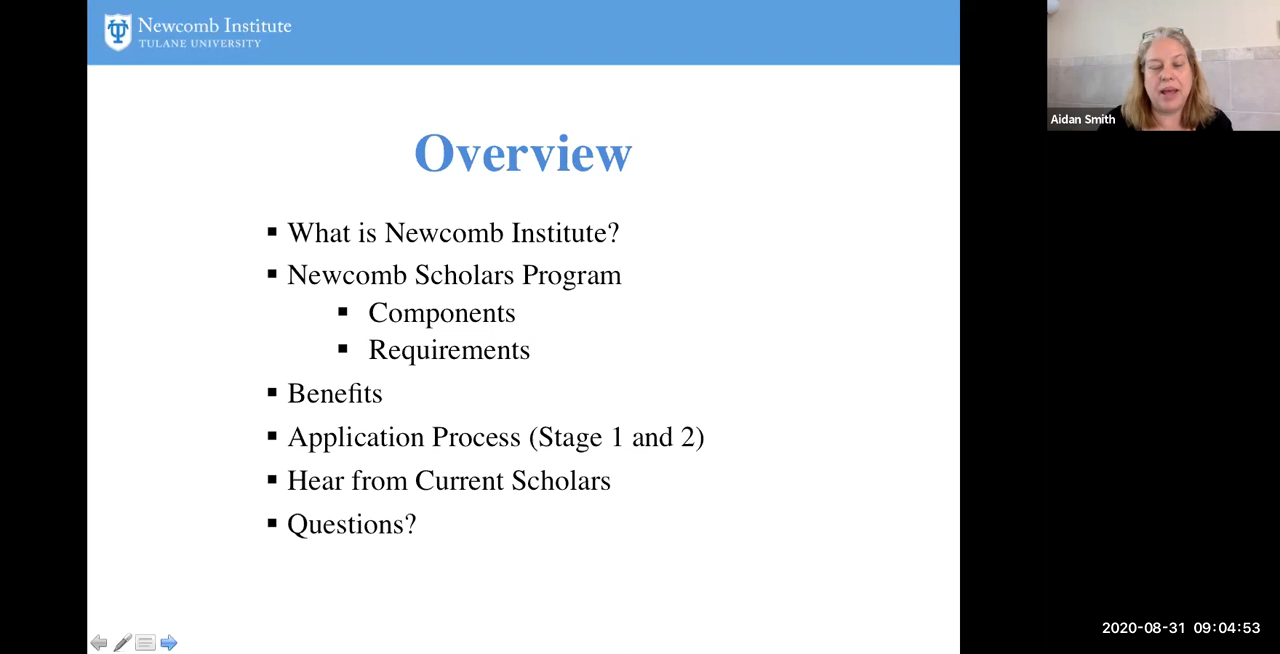 Newcomb Institute
TULANE UNIVERSITY
Overview
▪ What is Newcomb Institute?
▪ Newcomb Scholars Program
▪ Components
▪ Requirements
▪ Benefits
▪ Application Process (Stage 1 and 2)
▪ Hear from Current Scholars
▪ Questions?
Aidan Smith
2020-08-31 09:04:53